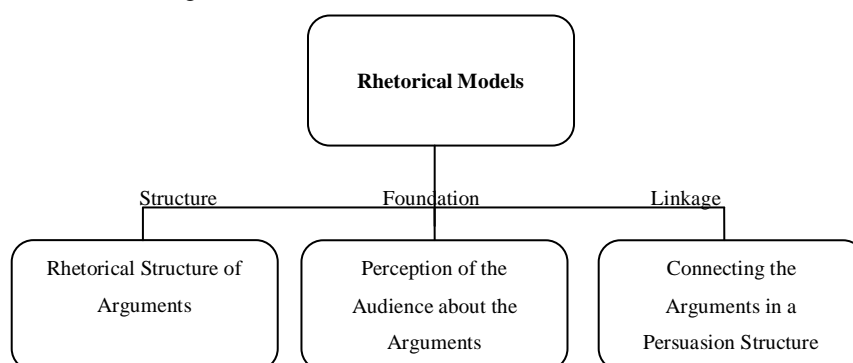 Rhetorical Models
Structure
Foundation
Linkage
Rhetorical Structure of
Arguments
Perception of the
Audience about the
Arguments
Connecting the
Arguments in a
Persuasion Structure